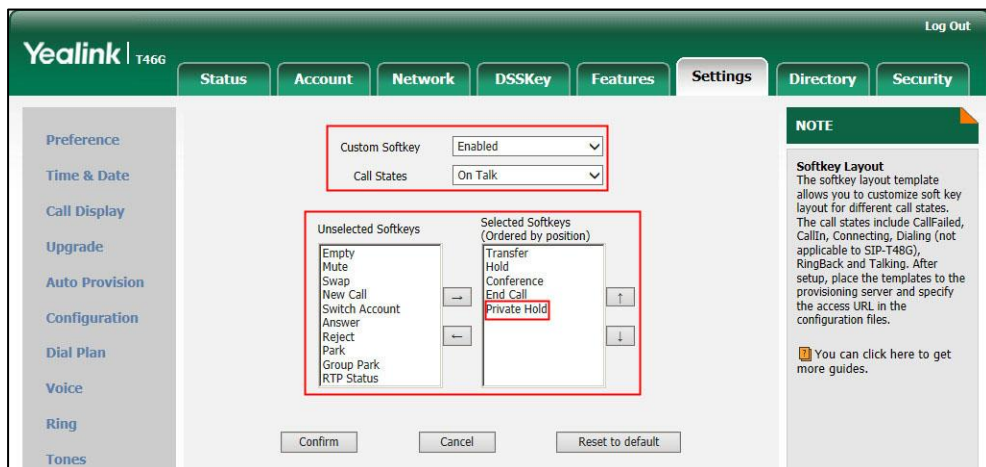 Log Out
Yealink T46G
Status Account Network DSSKey Features Settings Directory Security
Preference
Time & Date
Call Display
Upgrade
Auto Provision
Configuration
Dial Plan
Voice
Ring
Tones
Custom Softkey Enabled
Call States On Talk
Unselected Softkeys
Empty
Mute
Swap
New Call
Switch Account
Answer
Reject
Park
Group Park
RTP Status
→
←
Selected Softkeys
(Ordered by position)
Transfer
Hold
Conference
End Call
Private Hold
↑
↓
Confirm Cancel Reset to default
NOTE
Softkey Layout
The softkey layout template
allows you to customize soft key
layout for different call states.
The call states include CallFailed,
CallIn, Connecting, Dialing (not
applicable to SIP-T48G),
RingBack and Talking. After
setup, place the templates to the
provisioning server and specify
the access URL in the
configuration files.
You can click here to get
more guides.